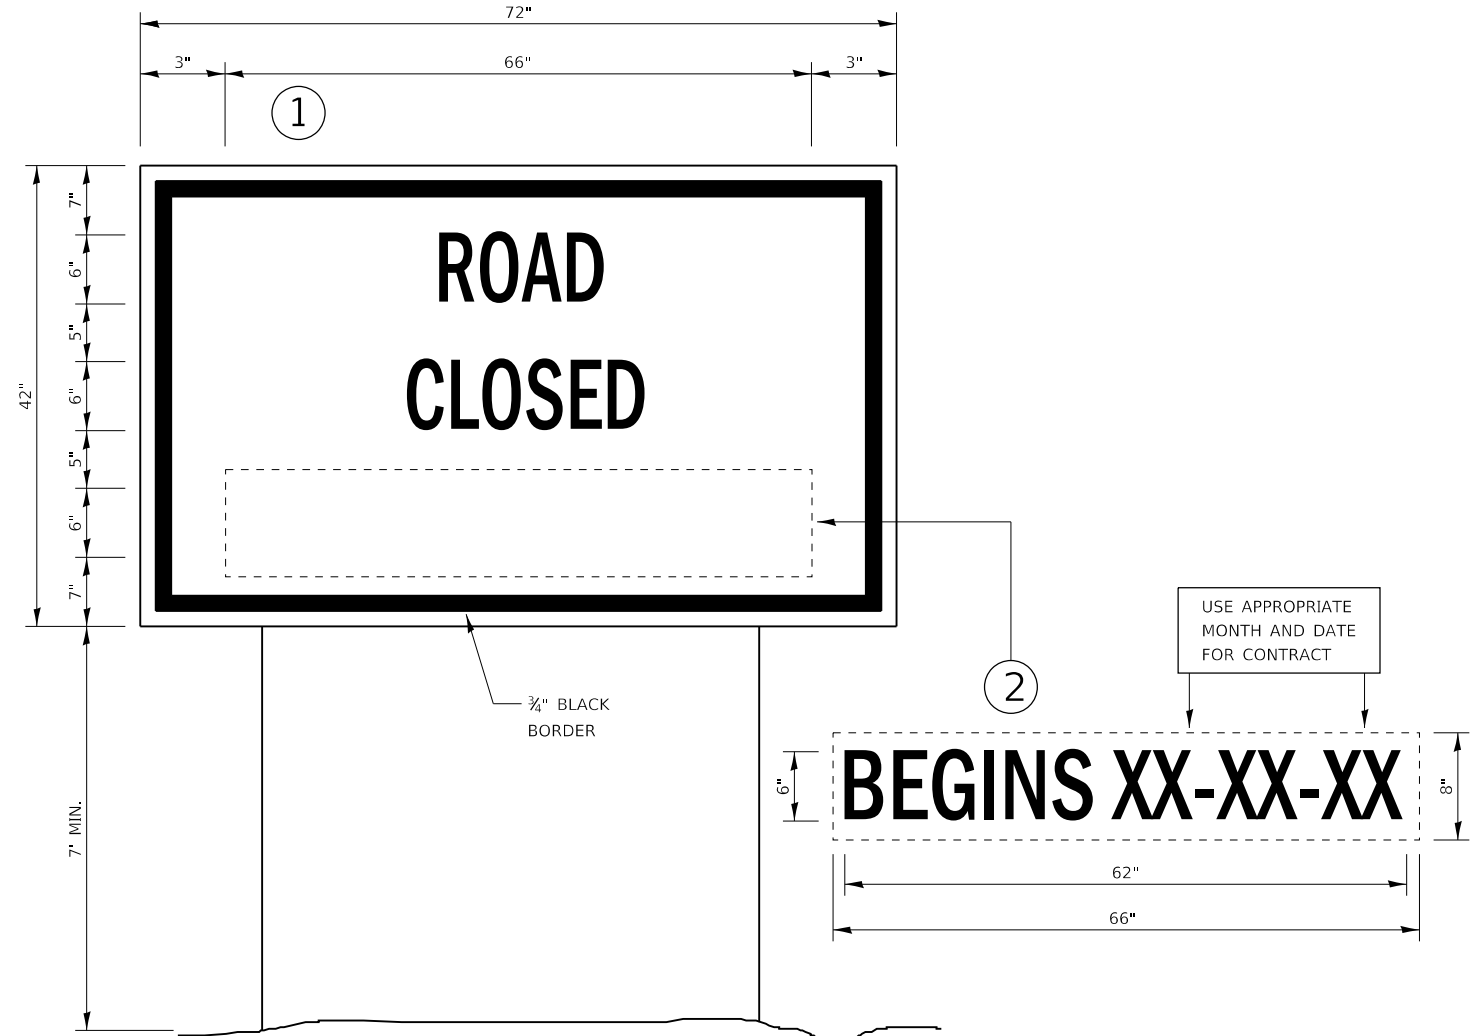 72"
3" 66" 3"
1
7"
6"
5"
6"
5"
6"
7"
42"
ROAD
CLOSED
7' MIN.
¾" BLACK
BORDER
USE APPROPRIATE
MONTH AND DATE
FOR CONTRACT
2
6"
BEGINS XX-XX-XX
8"
62"
66"